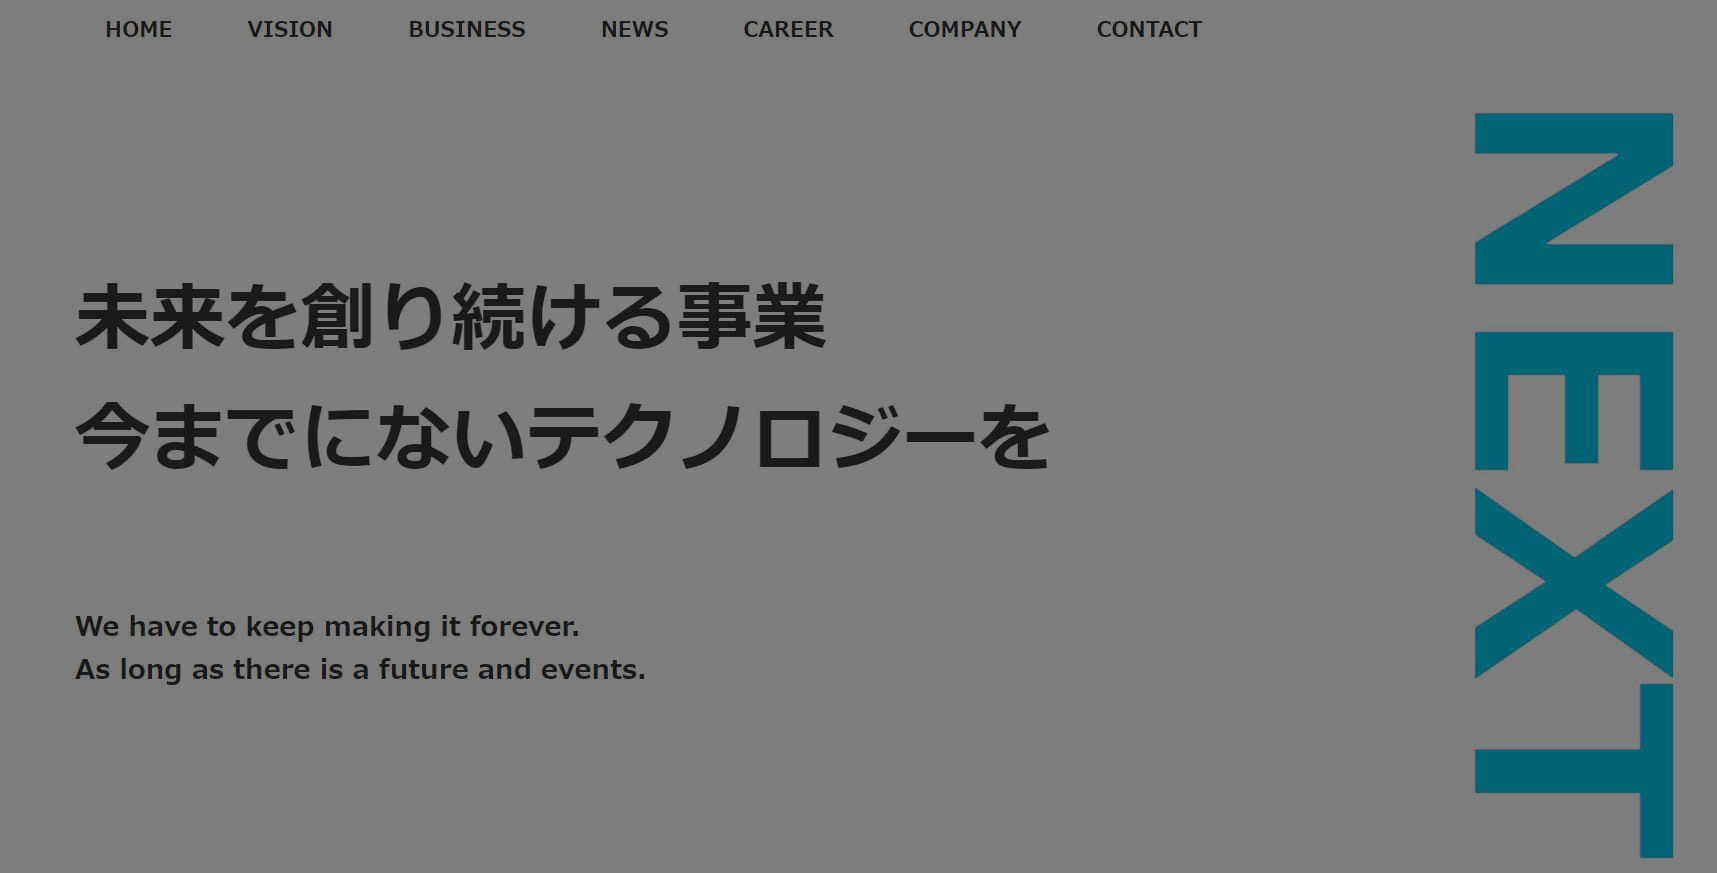 HOME VISION BUSINESS NEWS CAREER COMPANY CONTACT
未来を創り続ける事業
今までにないテクノロジーを
We have to keep making it forever.
As long as there is a future and events.
NEXT